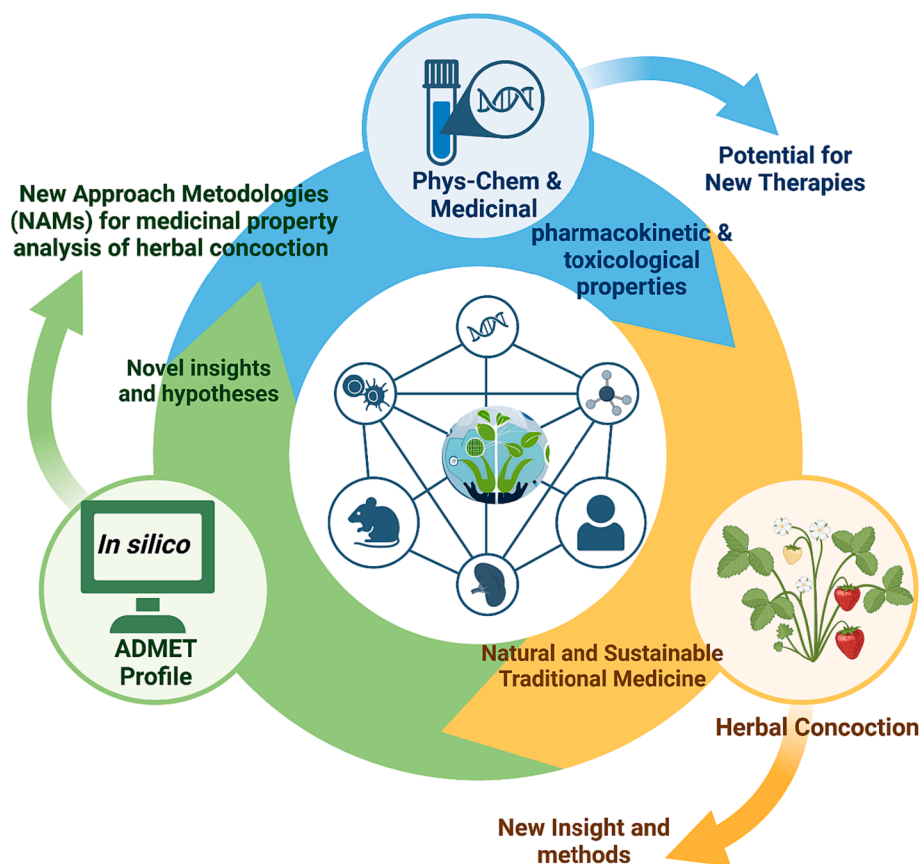 Phys-Chem &
Medicinal
Potential for
New Therapies
New Approach Metodologies
(NAMs) for medicinal property
analysis of herbal concoction
pharmacokinetic &
toxicological
properties
Novel insights
and hypotheses
In silico
ADMET
Profile
Natural and Sustainable
Traditional Medicine
Herbal Concoction
New Insight and
methods